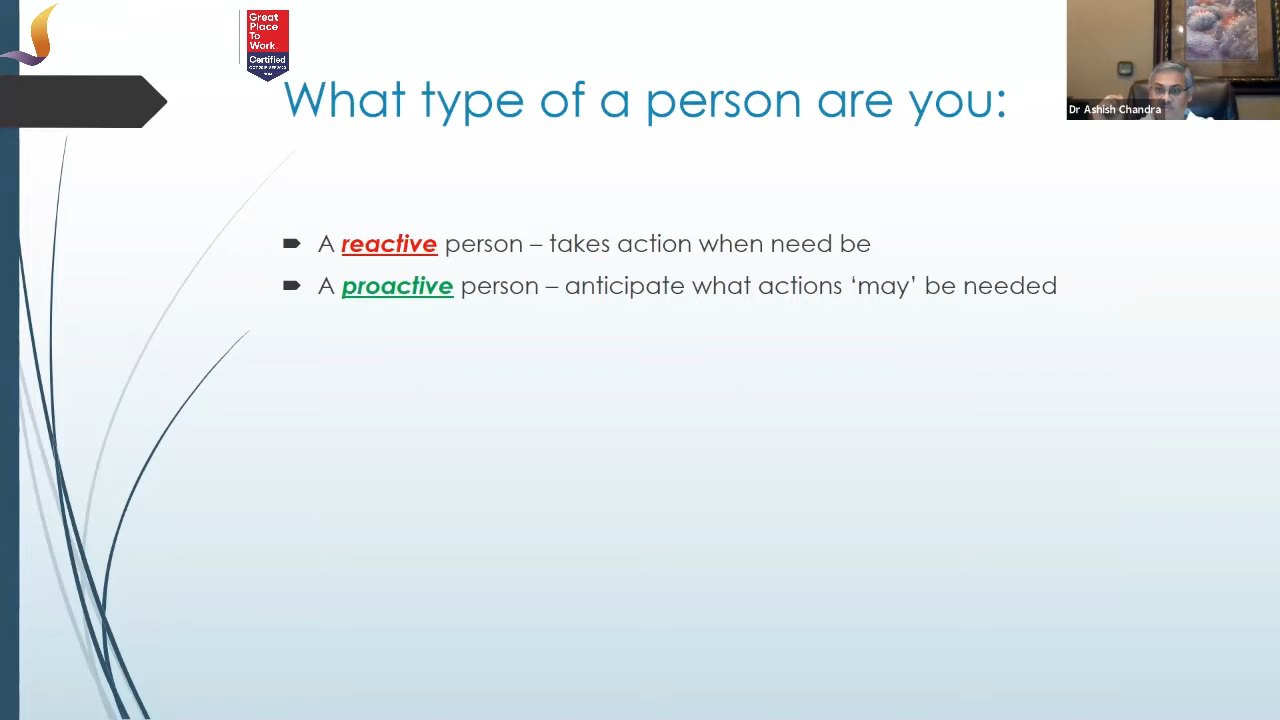 Great
Place
To
Work.
Certified
What type of a person are you:
Dr Ashish Chandra
A reactive person – takes action when need be
A proactive person – anticipate what actions ‘may’ be needed